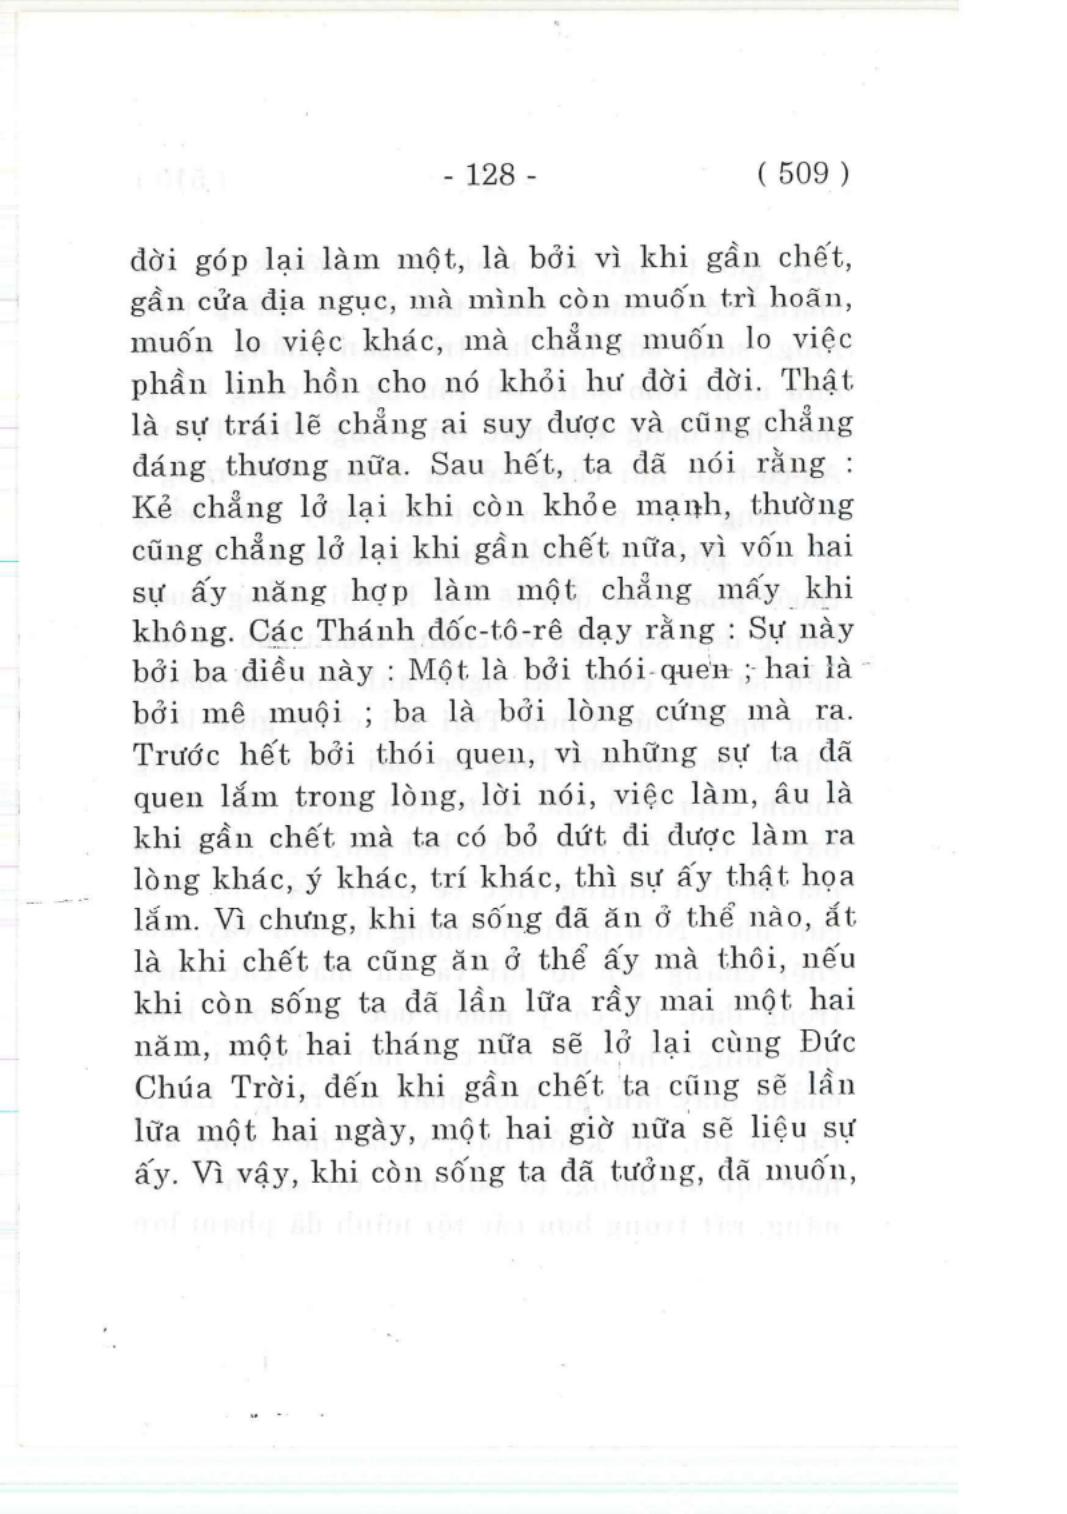 - 128 - ( 509 )
đời góp lại làm một, là bởi vì khi gần chết,
gần cửa địa ngục, mà mình còn muốn trì hoãn,
muốn lo việc khác, mà chẳng muốn lo việc
phần linh hồn cho nó khỏi hư đời đời. Thật
là sự trái lẽ chẳng ai suy được và cũng chẳng
đáng thương nữa. Sau hết, ta đã nói rằng :
Kẻ chẳng lở lại khi còn khỏe mạnh, thường
cũng chẳng lở lại khi gần chết nữa, vì vốn hai
sự ấy năng hợp làm một chẳng mấy khi
không. Các Thánh đốc-tô-rê dạy rằng : Sự này
bởi ba điều này : Một là bởi thói quen ; hai là
bởi mê muội ; ba là bởi lòng cứng mà ra.
Trước hết bởi thói quen, vì những sự ta đã
quen lắm trong lòng, lời nói, việc làm, âu là
khi gần chết mà ta có bỏ dứt đi được làm ra
lòng khác, ý khác, trí khác, thì sự ấy thật họa
lắm. Vì chưng, khi ta sống đã ăn ở thể nào, ắt
là khi chết ta cũng ăn ở thể ấy mà thôi, nếu
khi còn sống ta đã lần lữa rầy mai một hai
năm, một hai tháng nữa sẽ lở lại cùng Đức
Chúa Trời, đến khi gần chết ta cũng sẽ lần
lữa một hai ngày, một hai giờ nữa sẽ liệu sự
ấy. Vì vậy, khi còn sống ta đã tưởng, đã muốn,